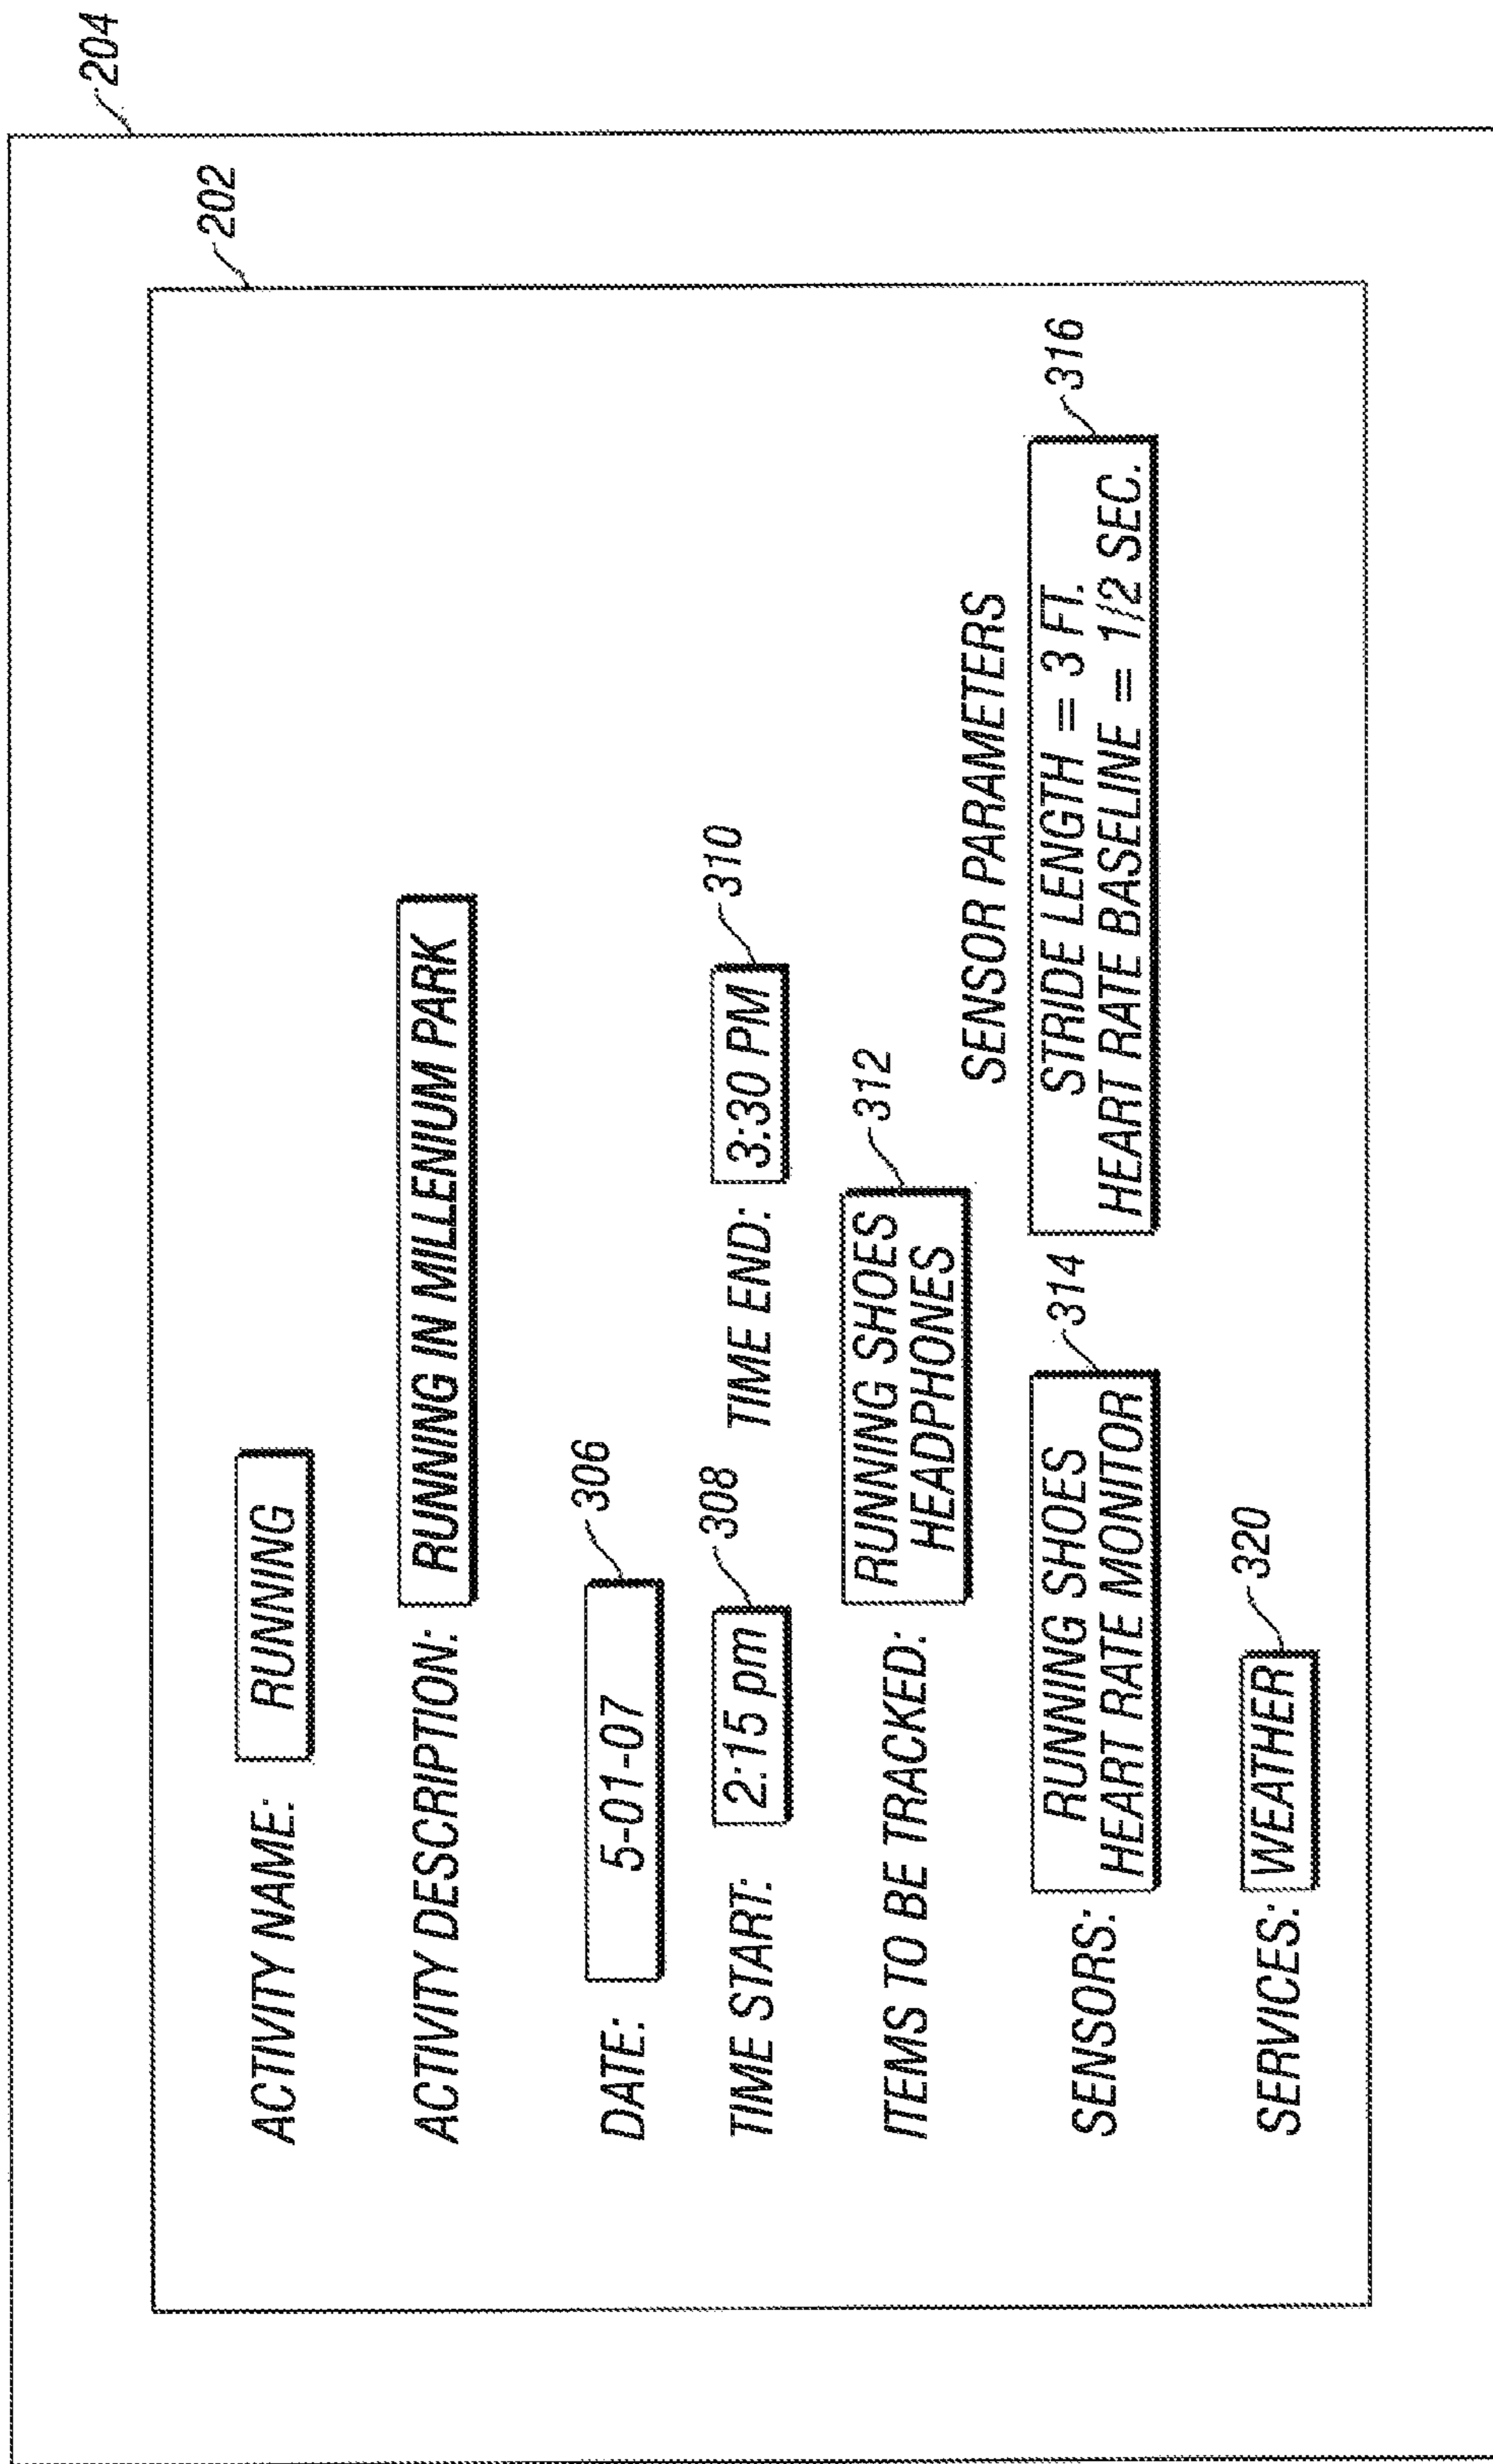 204
202
ACTIVITY NAME: RUNNING
ACTIVITY DESCRIPTION: RUNNING IN MILLENIUM PARK
DATE: 5-01-07 306
TIME START: 2:15 pm 308 TIME END: 3:30 PM 310
ITEMS TO BE TRACKED: RUNNING SHOES 312
HEADPHONES
SENSOR PARAMETERS
SENSORS: RUNNING SHOES 314 STRIDE LENGTH = 3 FT. 316
HEART RATE MONITOR HEART RATE BASELINE = 1/2 SEC.
SERVICES: WEATHER 320